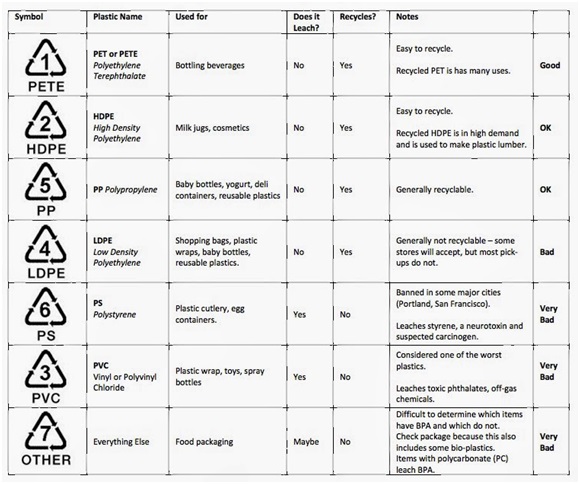 Symbol Plastic Name Used for Does it Leach? Recycles? Notes
1
PETE
PET or PETE
Polyethylene
Terephthalate
Bottling beverages
No
Yes
Easy to recycle.
Recycled PET is has many uses.
Good
2
HDPE
HDPE
High Density
Polyethylene
Milk jugs, cosmetics
No
Yes
Easy to recycle.
Recycled HDPE is in high demand
and is used to make plastic lumber.
OK
5
PP
PP Polypropylene
Baby bottles, yogurt, deli
containers, reusable plastics
No
Yes
Generally recyclable.
OK
4
LDPE
LDPE
Low Density
Polyethylene
Shopping bags, plastic
wraps, baby bottles,
reusable plastics.
No
Yes
Generally not recyclable – some
stores will accept, but most pick-
ups do not.
Bad
6
PS
PS
Polystyrene
Plastic cutlery, egg
containers.
Yes
No
Banned in some major cities
(Portland, San Francisco).
Leaches styrene, a neurotoxin and
suspected carcinogen.
Very
Bad
3
PVC
PVC
Vinyl or Polyvinyl
Chloride
Plastic wrap, toys, spray
bottles
Yes
No
Considered one of the worst
plastics.
Leaches toxic phthalates, off-gas
chemicals.
Very
Bad
7
OTHER
Everything Else
Food packaging
Maybe
No
Difficult to determine which items
have BPA and which do not.
Check package because this also
includes some bio-plastics.
Items with polycarbonate (PC)
leach BPA.
Very
Bad